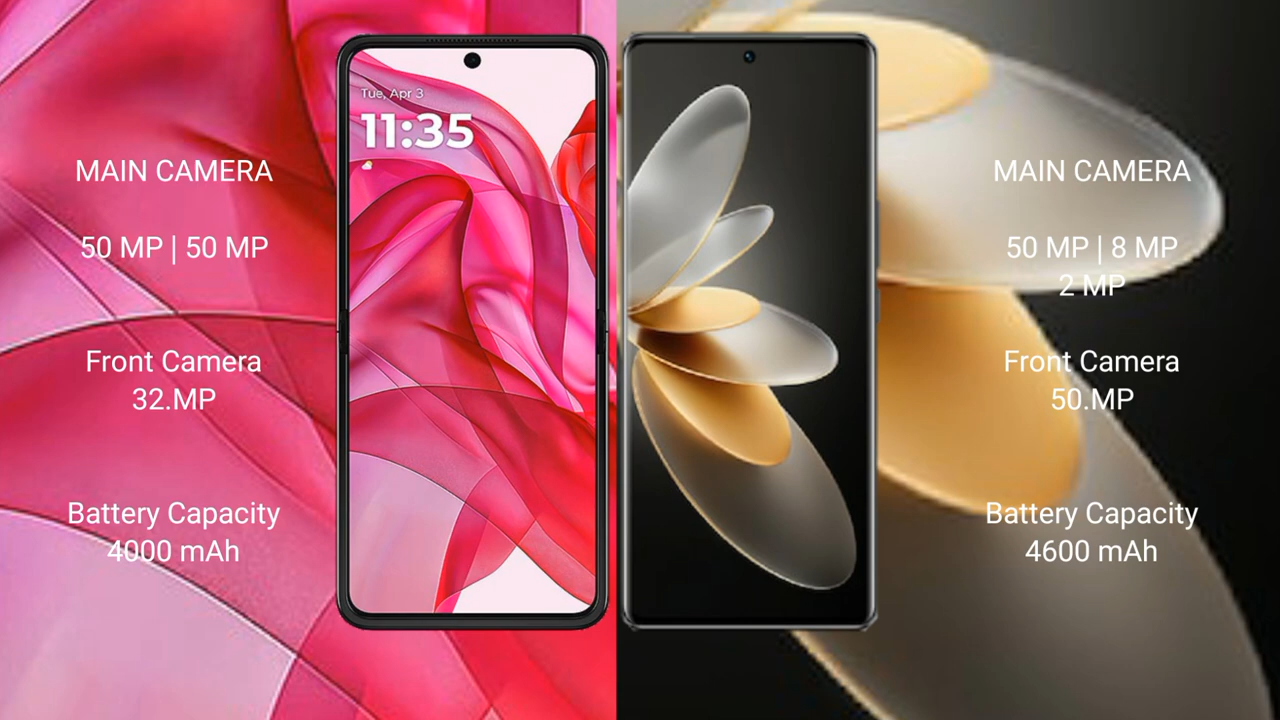 Tue, Apr 3
11:35
MAIN CAMERA
50 MP | 50 MP
Front Camera
32.MP
Battery Capacity
4000 mAh
MAIN CAMERA
50 MP | 8 MP
2 MP
Front Camera
50.MP
Battery Capacity
4600 mAh